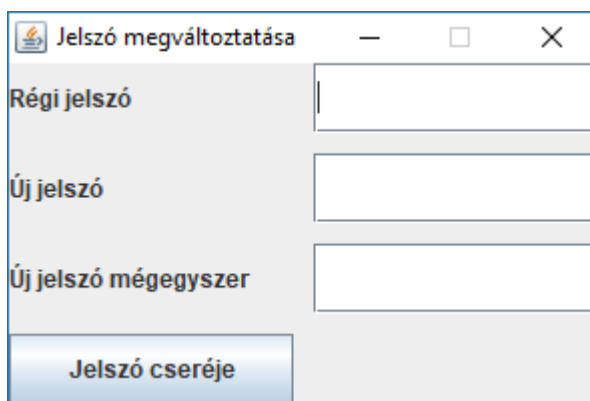 Jelszó megváltoztatása
Régi jelszó
Új jelszó
Új jelszó mégegyszer
Jelszó cseréje